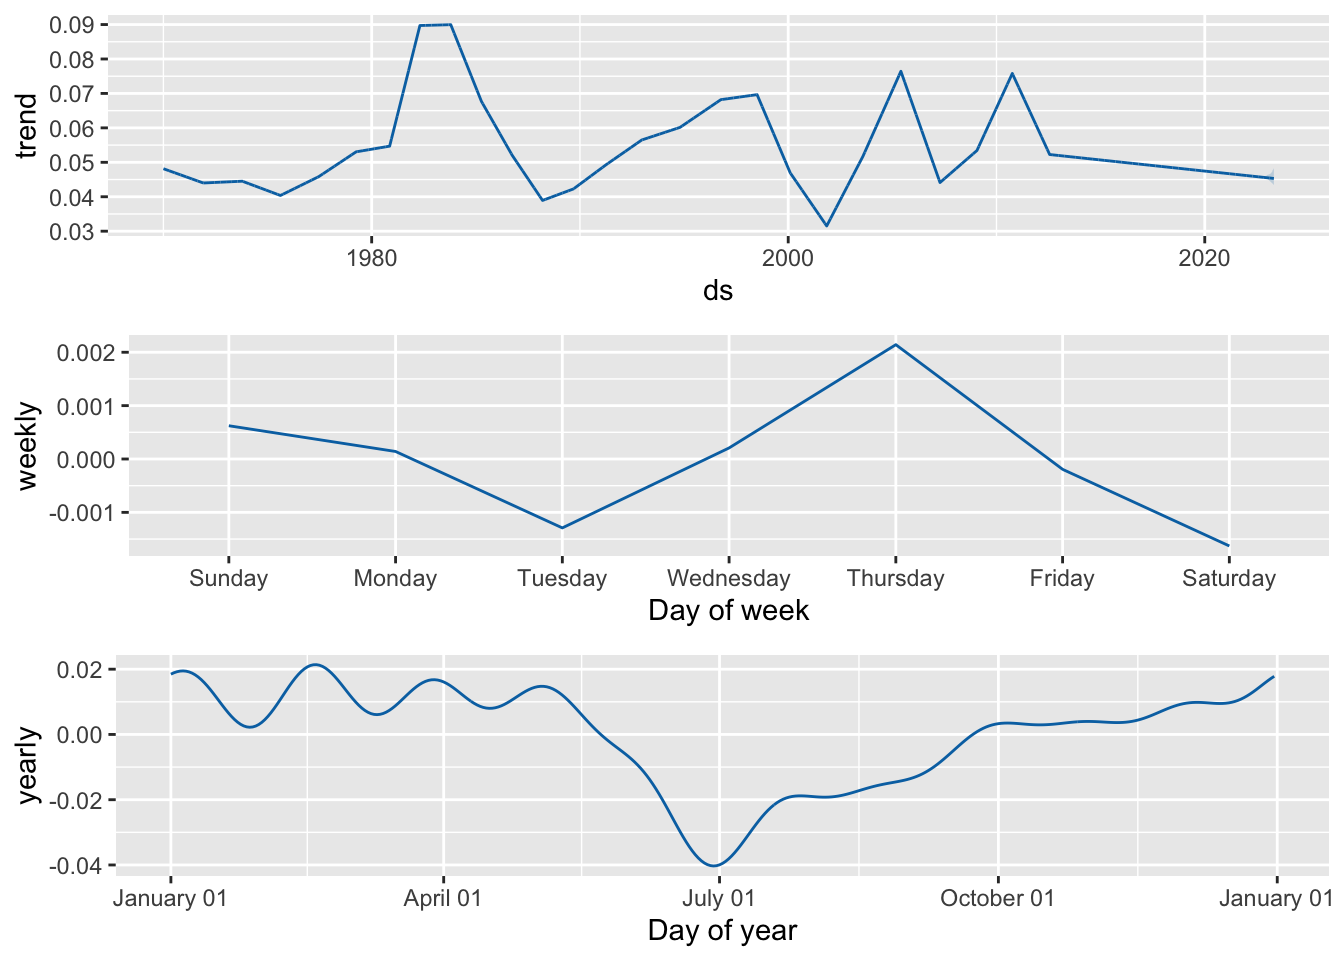 trend
0.09
0.08
0.07
0.06
0.05
0.04
0.03
1980 2000 2020
ds
weekly
0.002
0.001
0.000
-0.001
Sunday Monday Tuesday Wednesday Thursday Friday Saturday
Day of week
yearly
0.02
0.00
-0.02
-0.04
January 01 April 01 July 01 October 01 January 01
Day of year